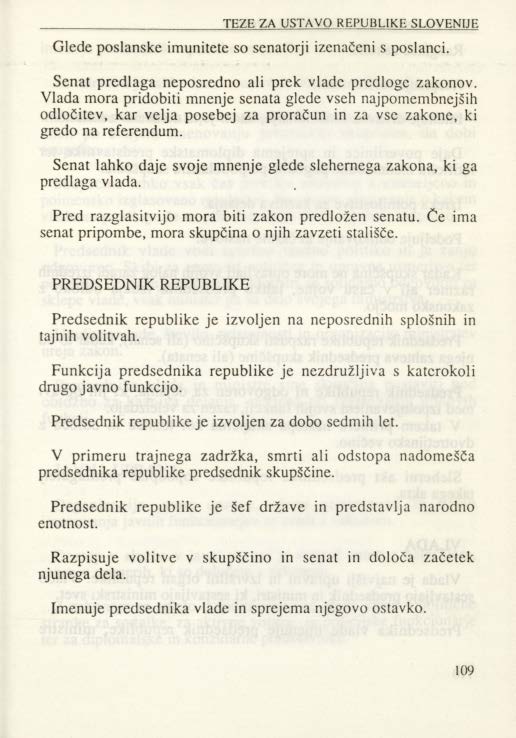 TEZE ZA USTAVO REPUBLIKE SLOVENIJE
Glede poslanske imunitete so senatorji izenačeni s poslanci.
Senat predlaga neposredno ali prek vlade predloge zakonov.
Vlada mora pridobiti mnenje senata glede vseh najpomembnejših
odločitev, kar velja posebej za proračun in za vse zakone, ki
gredo na referendum.
Senat lahko daje svoje mnenje glede slehernega zakona, ki ga
predlaga vlada.
Pred razglasitvijo mora biti zakon predložen senatu. Če ima
senat pripombe, mora skupčina o njih zavzeti stališče.
PREDSEDNIK REPUBLIKE
Predsednik republike je izvoljen na neposrednih splošnih in
tajnih volitvah.
Funkcija predsednika republike je nezdružljiva s katerokoli
drugo javno funkcijo.
Predsednik republike je izvoljen za dobo sedmih let.
V primeru trajnega zadržka, smrti ali odstopa nadomešča
predsednika republike predsednik skupščine.
Predsednik republike je šef države in predstavlja narodno
enotnost.
Razpisuje volitve v skupščino in senat in določa začetek
njunega dela.
Imenuje predsednika vlade in sprejema njegovo ostavko.
109